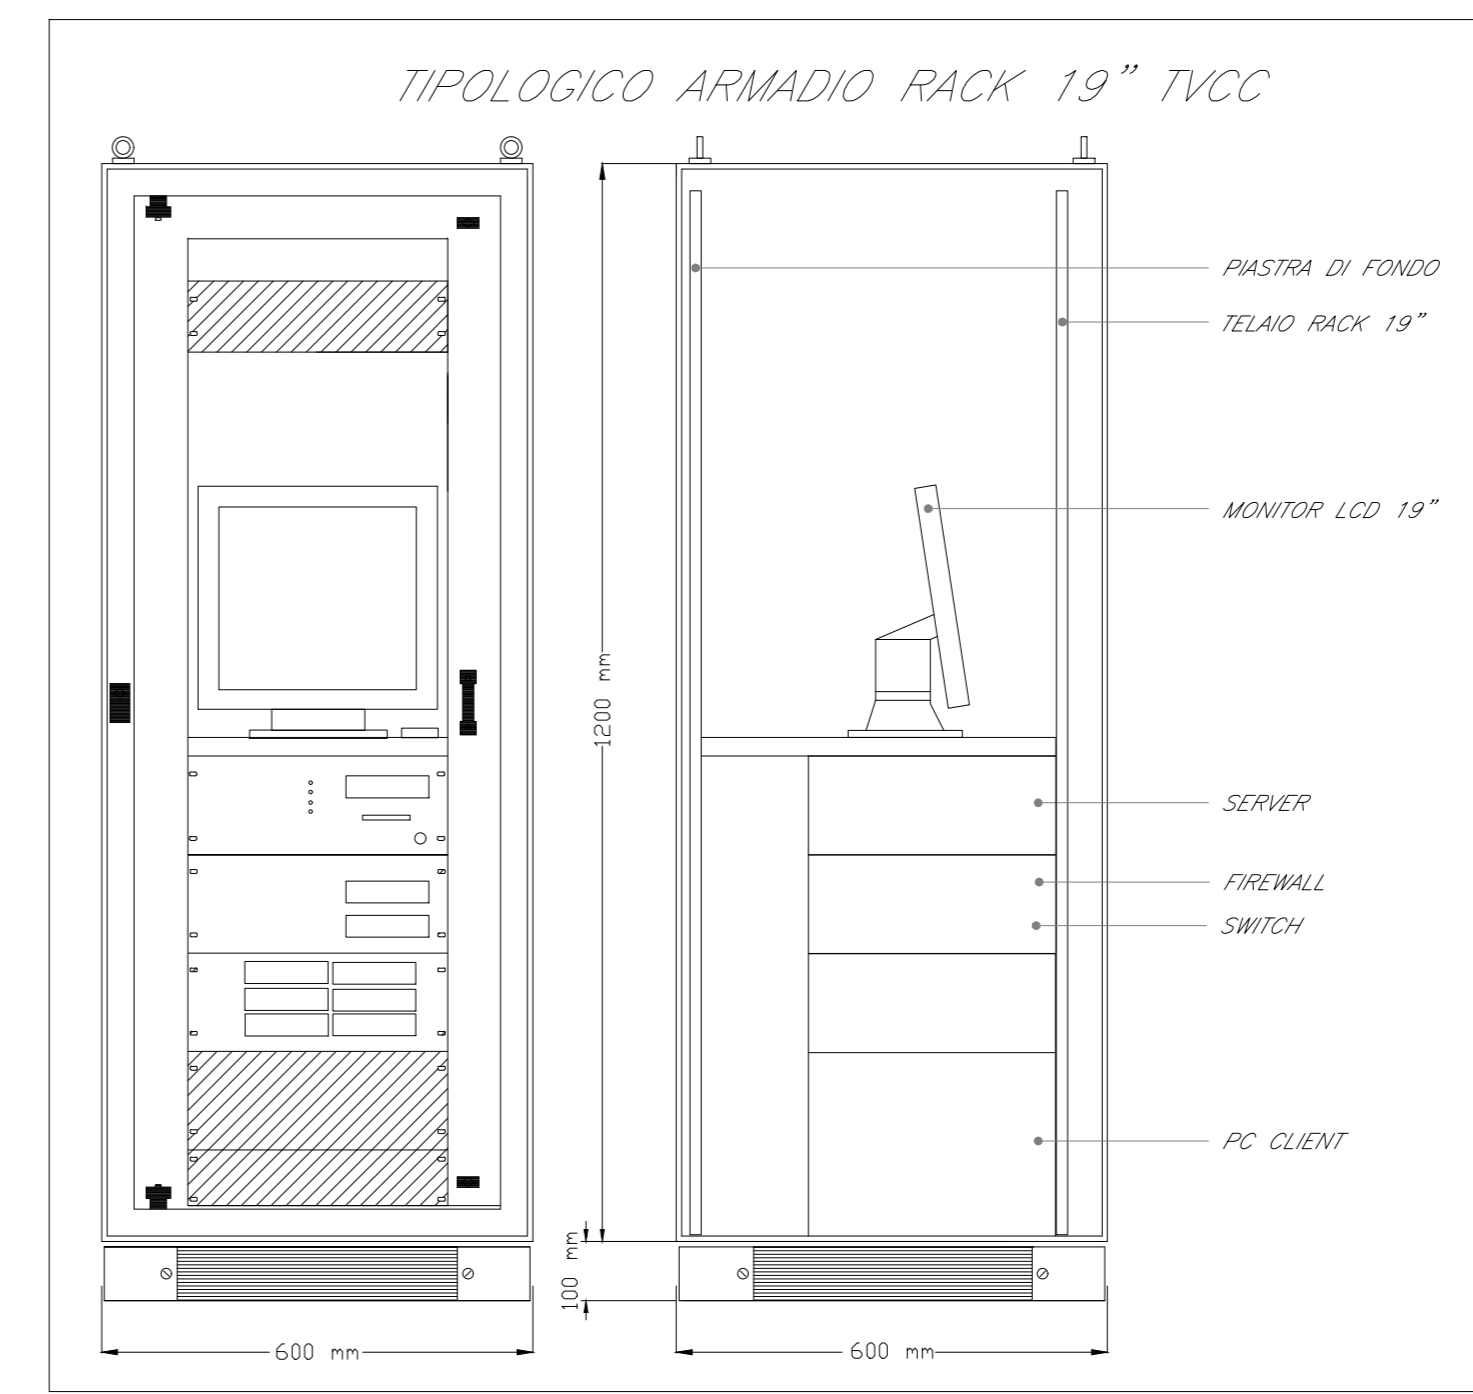 TIPOLOGICO ARMADIO RACK 19" TVCC
PIASTRA DI FONDO
TELAIO RACK 19"
MONITOR LCD 19"
1200 mm
SERVER
FIREWALL
SWITCH
PC CLIENT
100 mm
600 mm
600 mm